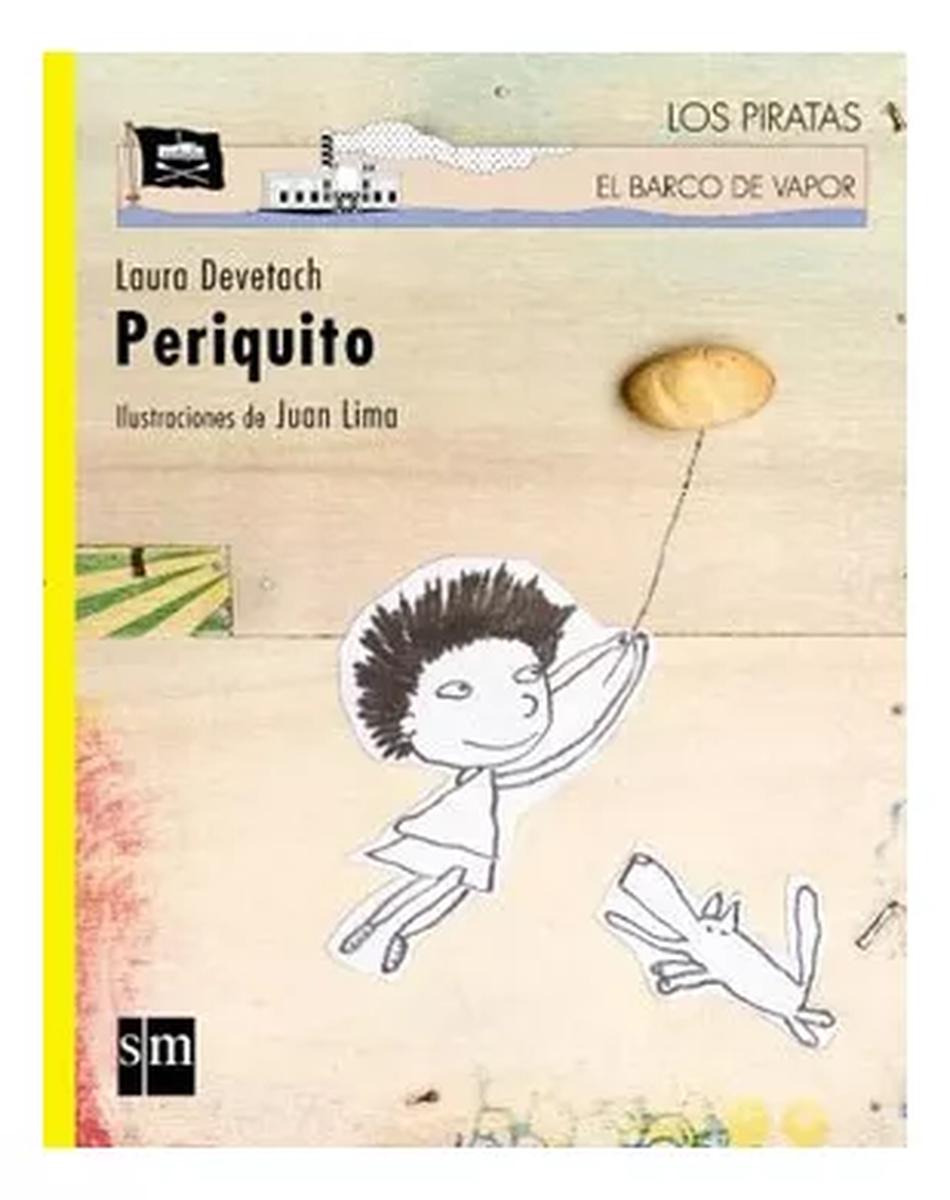 LOS PIRATAS
EL BARCO DE VAPOR
Laura Devetach
Periquito
Ilustraciones de Juan Lima
sm